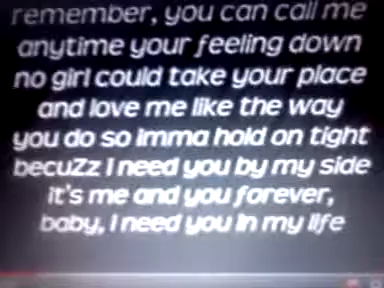 remember, you can call me
anytime your feeling down
no girl could take your place
and love me like the way
you do so imma hold on tight
becuZz I need you by my side
it's me and you forever,
baby, I need you in my life